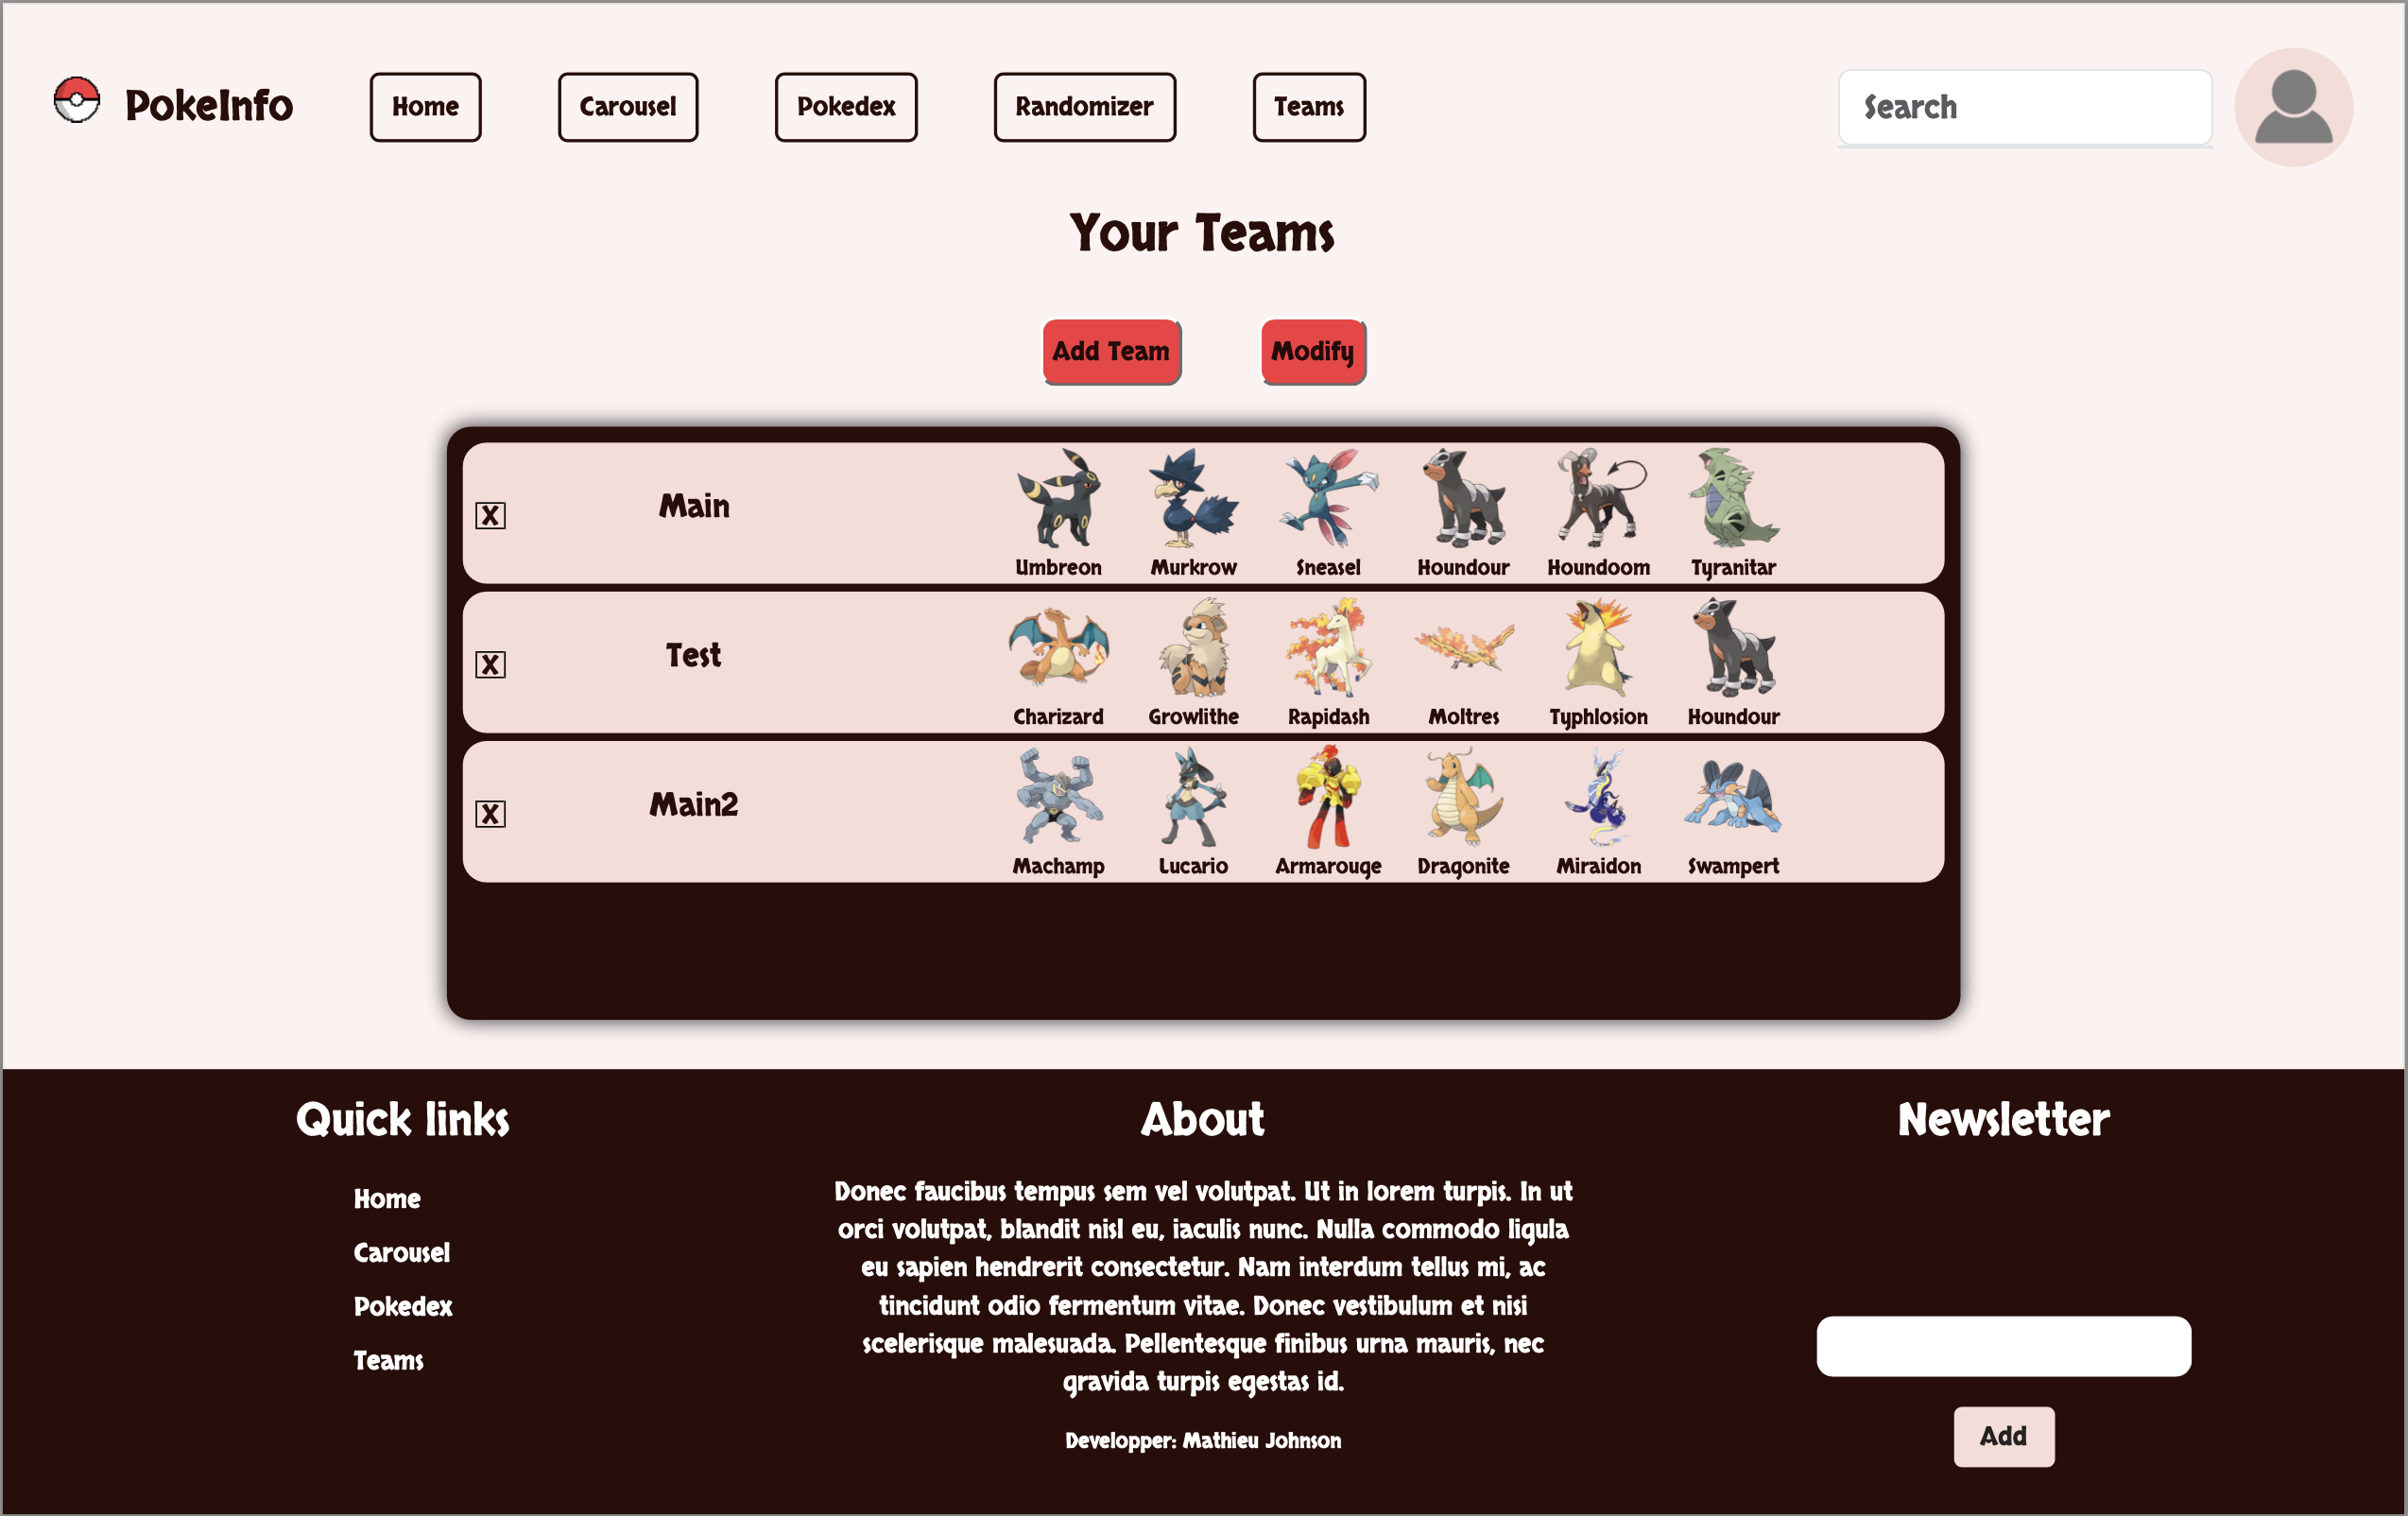 PokeInfo
Home
Carousel
Pokedex
Randomizer
Teams
Search
Your Teams
Add Team
Modify
X
Main
Umbreon
Murkrow
Sneasel
Houndour
Houndoom
Tyranitar
X
Test
Charizard
Growlithe
Rapidash
Moltres
Typhlosion
Houndour
X
Main2
Machamp
Lucario
Armarouge
Dragonite
Miraidon
Swampert
Quick links
Home
Carousel
Pokedex
Teams
About
Donec faucibus tempus sem vel volutpat. Ut in lorem turpis. In ut
orci volutpat, blandit nisl eu, iaculis nunc. Nulla commodo ligula
eu sapien hendrerit consectetur. Nam interdum tellus mi, ac
tincidunt odio fermentum vitae. Donec vestibulum et nisi
scelerisque malesuada. Pellentesque finibus urna mauris, nec
gravida turpis egestas id.
Developper: Mathieu Johnson
Newsletter
Add